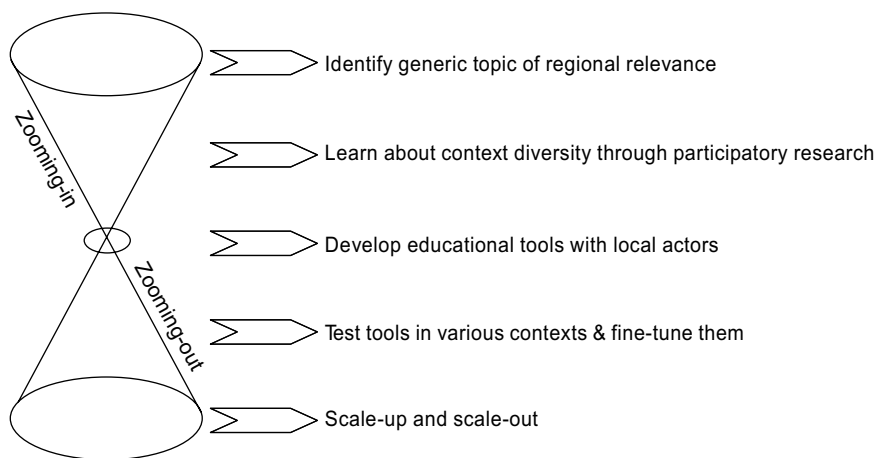 Identify generic topic of regional relevance
Zooming-in
Learn about context diversity through participatory research
Develop educational tools with local actors
Zooming-out
Test tools in various contexts & fine-tune them
Scale-up and scale-out